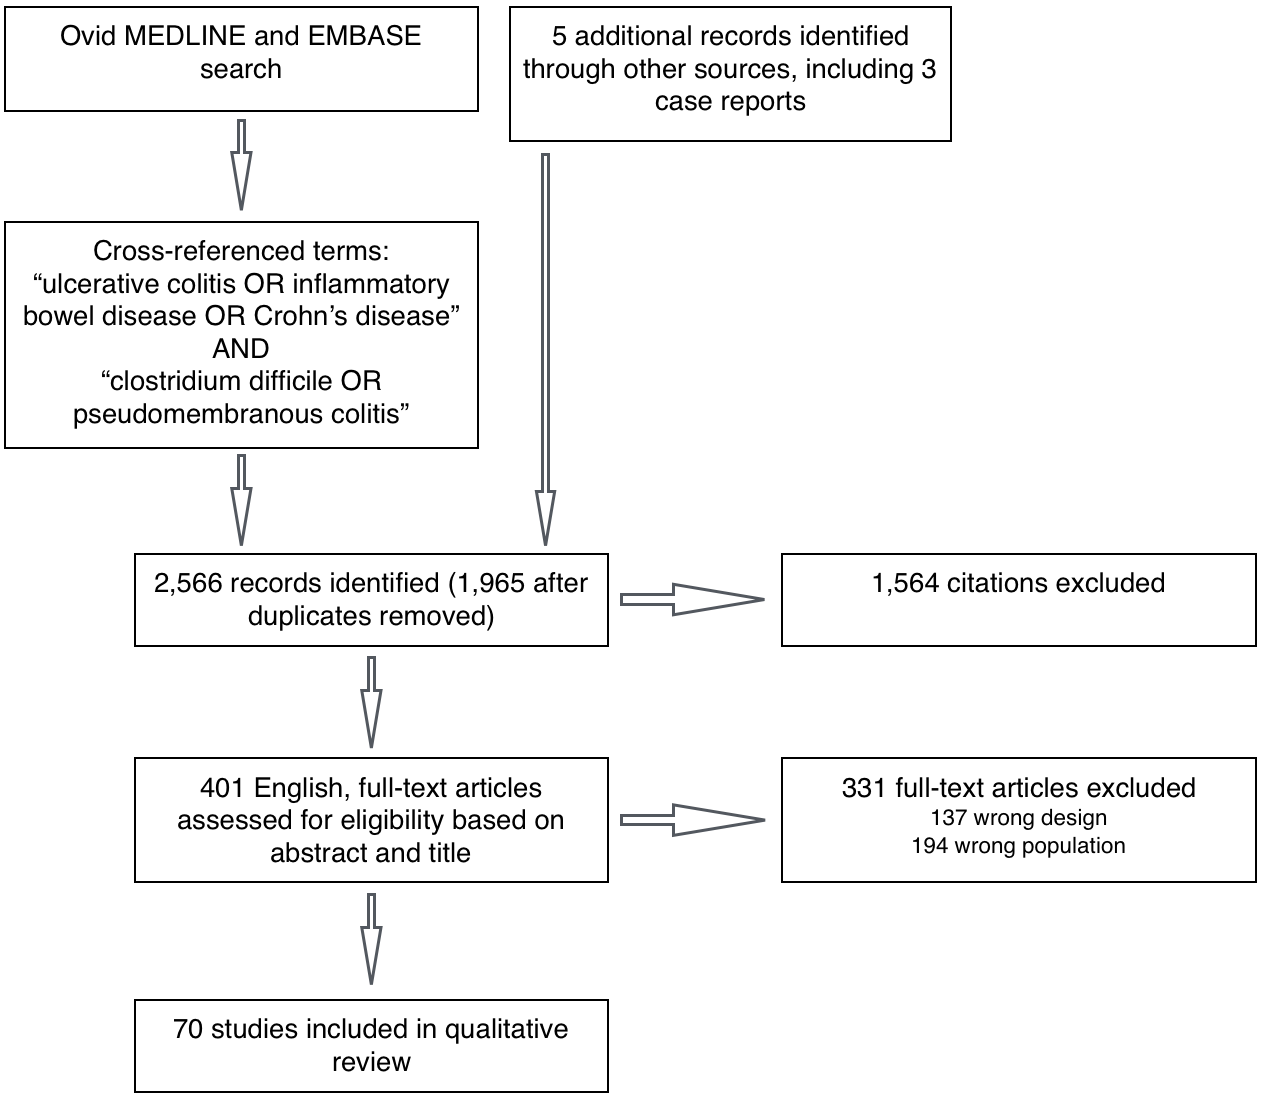 Ovid MEDLINE and EMBASE
search
5 additional records identified
through other sources, including 3
case reports
Cross-referenced terms:
“ulcerative colitis OR inflammatory
bowel disease OR Crohn’s disease”
AND
“clostridium difficile OR
pseudomembranous colitis”
2,566 records identified (1,965 after
duplicates removed)
1,564 citations excluded
401 English, full-text articles
assessed for eligibility based on
abstract and title
331 full-text articles excluded
137 wrong design
194 wrong population
70 studies included in qualitative
review